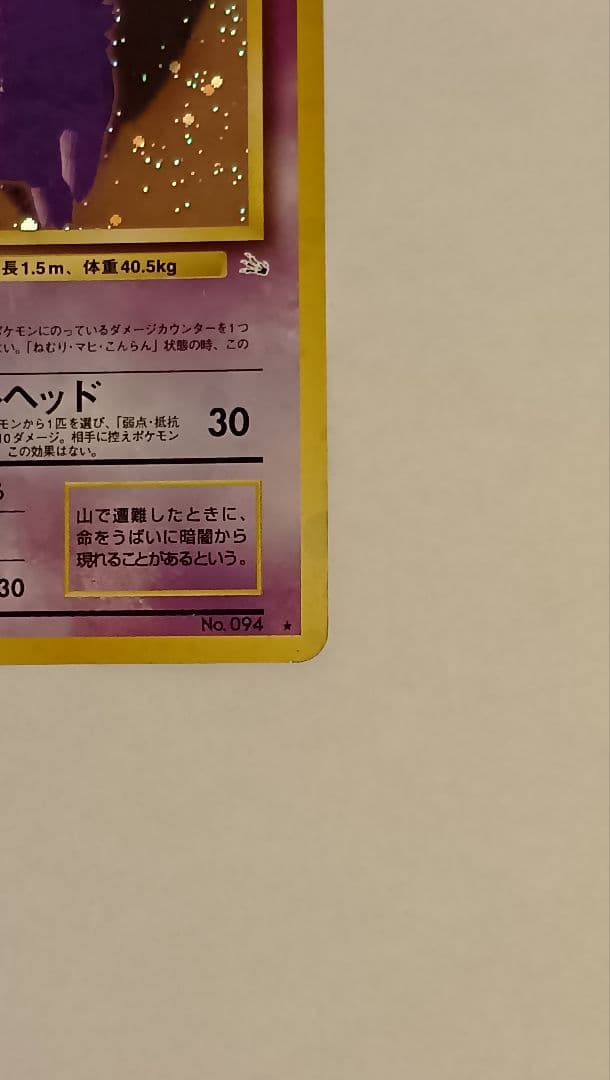 長1.5m、体重40.5kg
ポケモンにのっているダメージカウンターを1つ
い。「ねむり・マヒ・こんらん」状態の時、この
ヘッド
30
モンから1匹を選び、「弱点・抵抗
10ダメージ。相手に控えポケモン
この効果はない。
山で遭難したときに、
命をうばいに暗闇から
現れることがあるという。
30
No. 094 ★